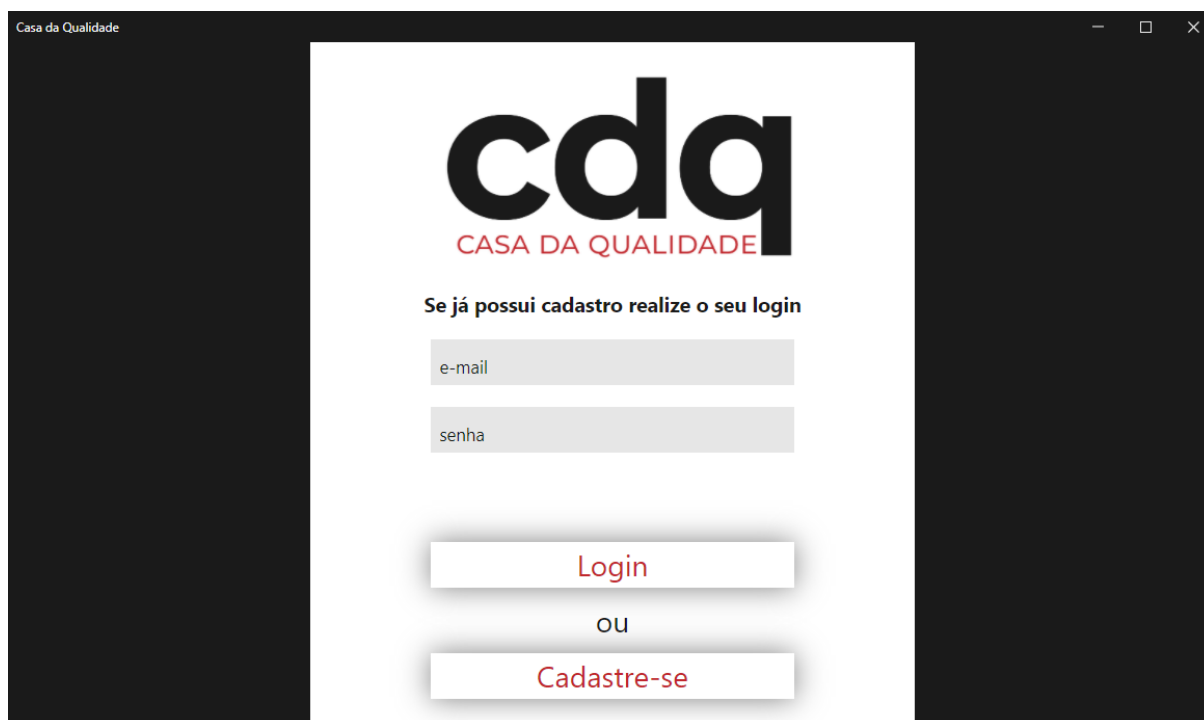 Casa da Qualidade
cdq
CASA DA QUALIDADE
Se já possui cadastro realize o seu login
e-mail
senha
Login
ou
Cadastre-se